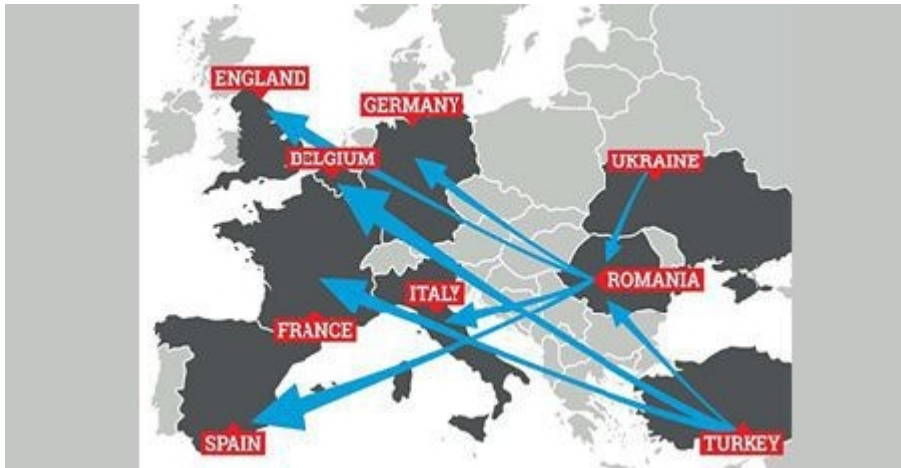 ENGLAND
GERMANY
BELGIUM
UKRAINE
ROMANIA
ITALY
FRANCE
SPAIN
TURKEY